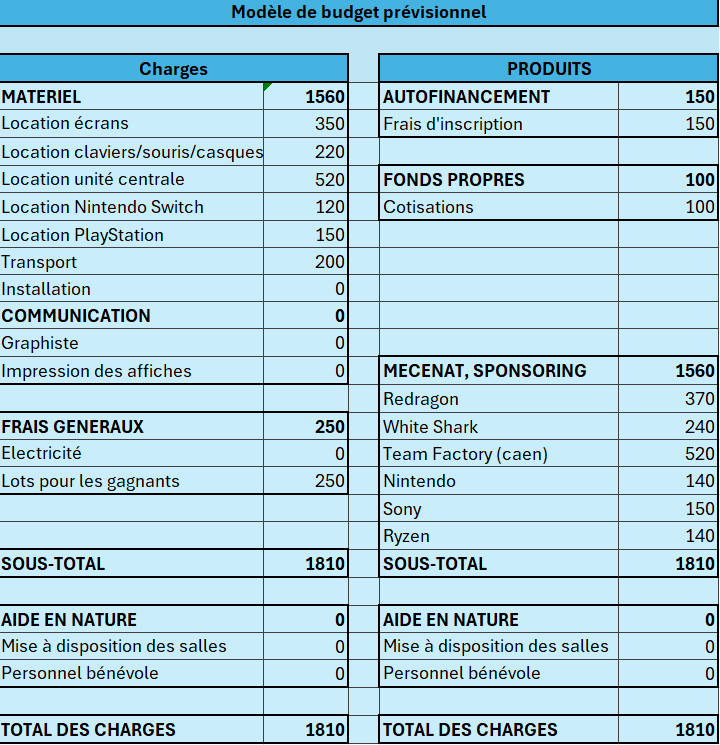 Modèle de budget prévisionnel
Charges PRODUITS
MATERIEL 1560 AUTOFINANCEMENT 150
Location écrans 350 Frais d'inscription 150
Location claviers/souris/casques 220
Location unité centrale 520 FONDS PROPRES 100
Location Nintendo Switch 120 Cotisations 100
Location PlayStation 150
Transport 200
Installation 0
COMMUNICATION 0
Graphiste 0
Impression des affiches 0 MECENAT, SPONSORING 1560
Redragon 370
FRAIS GENERAUX 250 White Shark 240
Electricité 0 Team Factory (caen) 520
Lots pour les gagnants 250 Nintendo 140
Sony 150
Ryzen 140
SOUS-TOTAL 1810 SOUS-TOTAL 1810
AIDE EN NATURE 0 AIDE EN NATURE 0
Mise à disposition des salles 0 Mise à disposition des salles 0
Personnel bénévole 0 Personnel bénévole 0
TOTAL DES CHARGES 1810 TOTAL DES CHARGES 1810